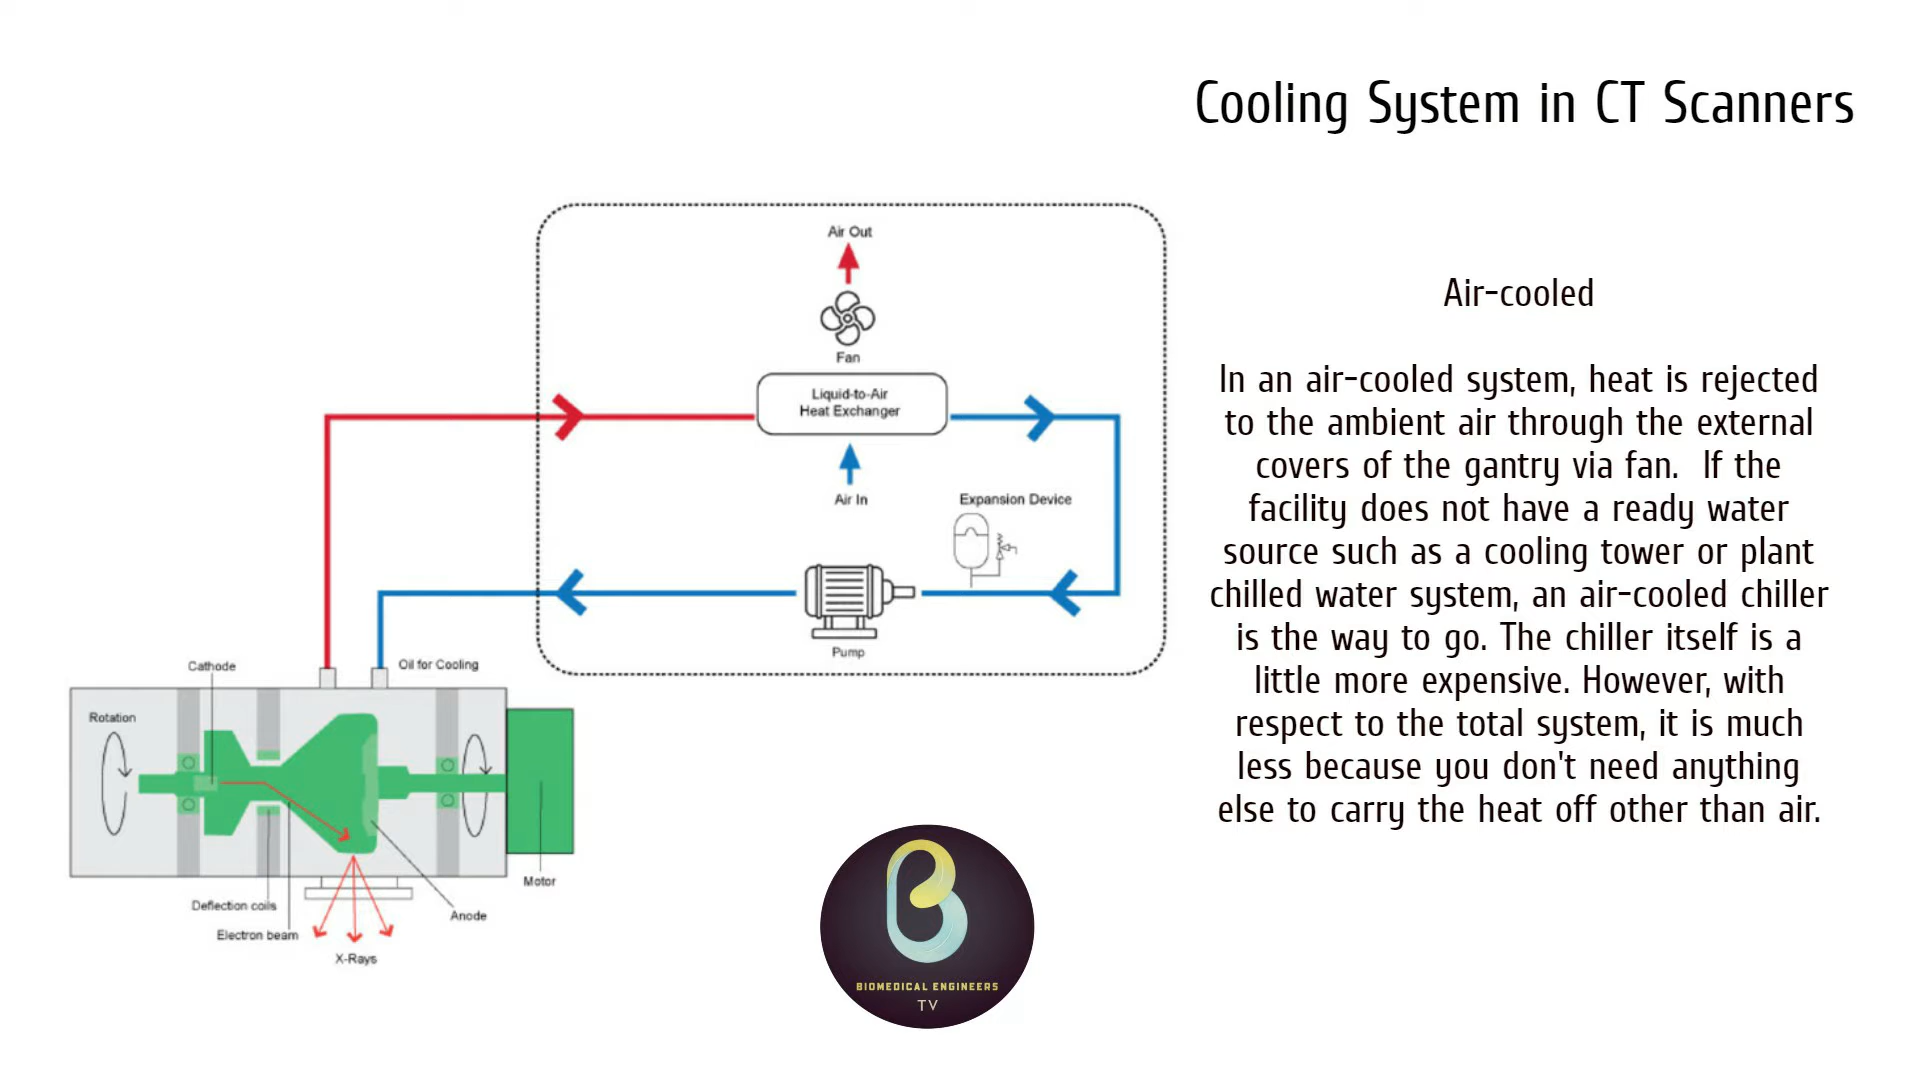 Cooling System in CT Scanners
Air Out
Fan
Liquid-to-Air
Heat Exchanger
Air In
Expansion Device
Pump
Cathode
Oil for Cooling
Rotation
Motor
Deflection coils
Anode
Electron beam
X-Rays
Air-cooled
In an air-cooled system, heat is rejected
to the ambient air through the external
covers of the gantry via fan.  If the
facility does not have a ready water
source such as a cooling tower or plant
chilled water system, an air-cooled chiller
is the way to go. The chiller itself is a
little more expensive. However, with
respect to the total system, it is much
less because you don't need anything
else to carry the heat off other than air.
BIOMEDICAL ENGINEERS
TV